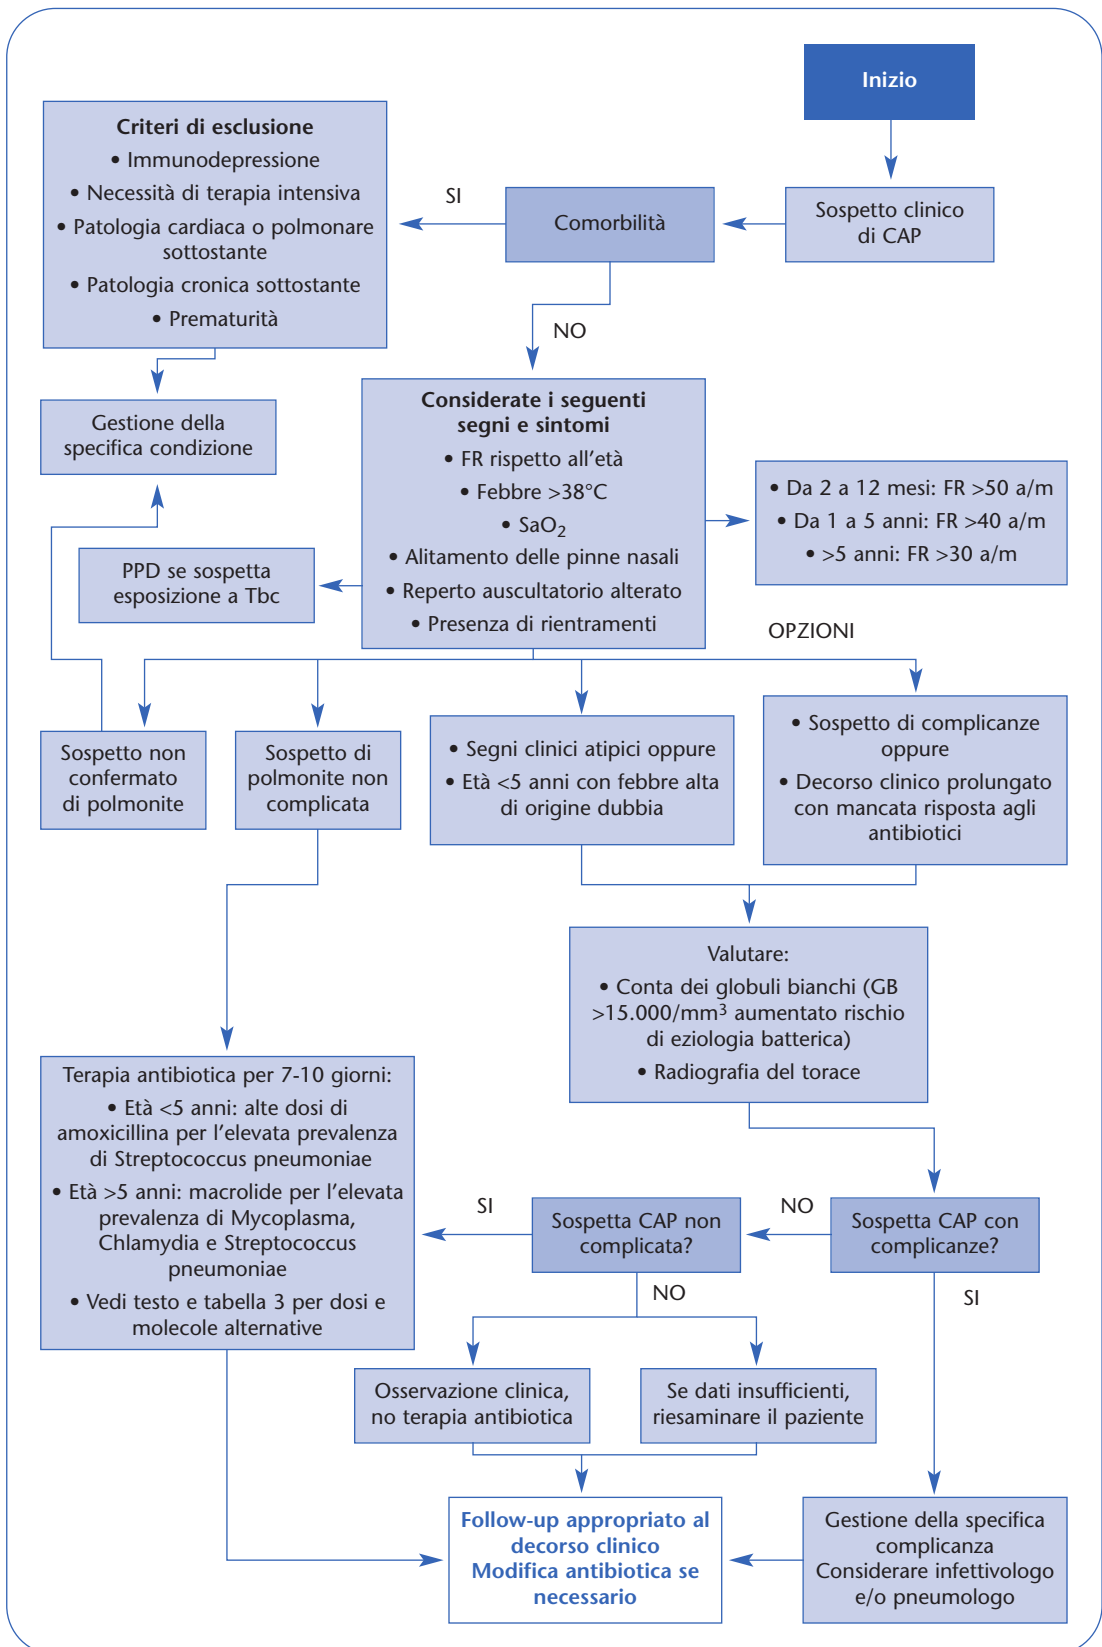 Inizio
Criteri di esclusione
• Immunodepressione
• Necessità di terapia intensiva
• Patologia cardiaca o polmonare
sottostante
• Patologia cronica sottostante
• Prematurità
SI
Comorbilità
Sospetto clinico
di CAP
NO
Gestione della
specifica condizione
Considerate i seguenti
segni e sintomi
• FR rispetto all'età
• Febbre >38°C
• SaO2
• Alitamento delle pinne nasali
• Reperto auscultatorio alterato
• Presenza di rientramenti
• Da 2 a 12 mesi: FR >50 a/m
• Da 1 a 5 anni: FR >40 a/m
• >5 anni: FR >30 a/m
PPD se sospetta
esposizione a Tbc
OPZIONI
Sospetto non
confermato
di polmonite
Sospetto di
polmonite non
complicata
• Segni clinici atipici oppure
• Età <5 anni con febbre alta
di origine dubbia
• Sospetto di complicanze
oppure
• Decorso clinico prolungato
con mancata risposta agli
antibiotici
Valutare:
• Conta dei globuli bianchi (GB
>15.000/mm³ aumentato rischio
di eziologia batterica)
• Radiografia del torace
Terapia antibiotica per 7-10 giorni:
• Età <5 anni: alte dosi di
amoxicillina per l'elevata prevalenza
di Streptococcus pneumoniae
• Età >5 anni: macrolide per l'elevata
prevalenza di Mycoplasma,
Chlamydia e Streptococcus
pneumoniae
• Vedi testo e tabella 3 per dosi e
molecole alternative
SI
Sospetta CAP non
complicata?
NO
Sospetta CAP con
complicanze?
NO
SI
Osservazione clinica,
no terapia antibiotica
Se dati insufficienti,
riesaminare il paziente
Follow-up appropriato al
decorso clinico
Modifica antibiotica se
necessario
Gestione della specifica
complicanza
Considerare infettivologo
e/o pneumologo